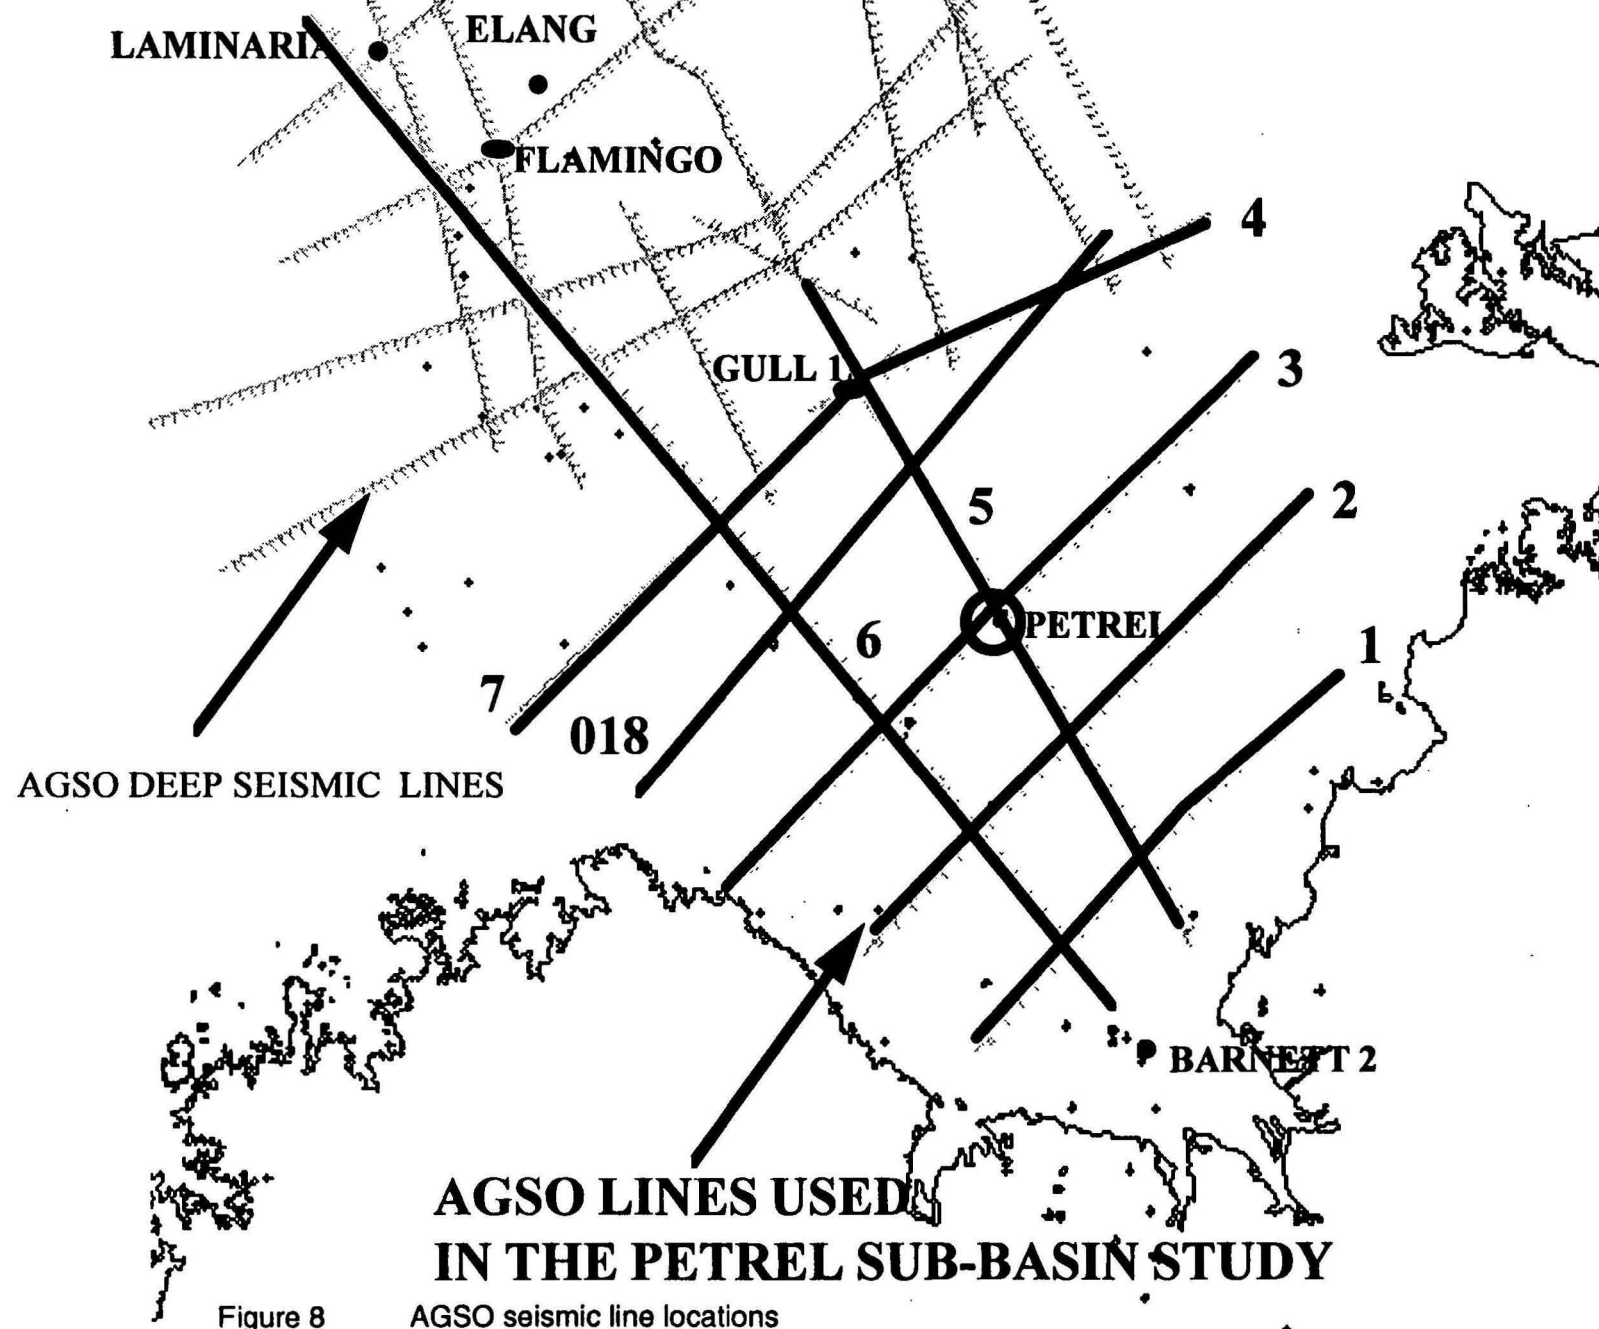 LAMINARIA
ELANG
FLAMINGO
4
GULL 1
3
5
2
PETREL
6
1
7
018
AGSO DEEP SEISMIC LINES
BARNETT 2
AGSO LINES USED
IN THE PETREL SUB-BASIN STUDY
Figure 8 AGSO seismic line locations